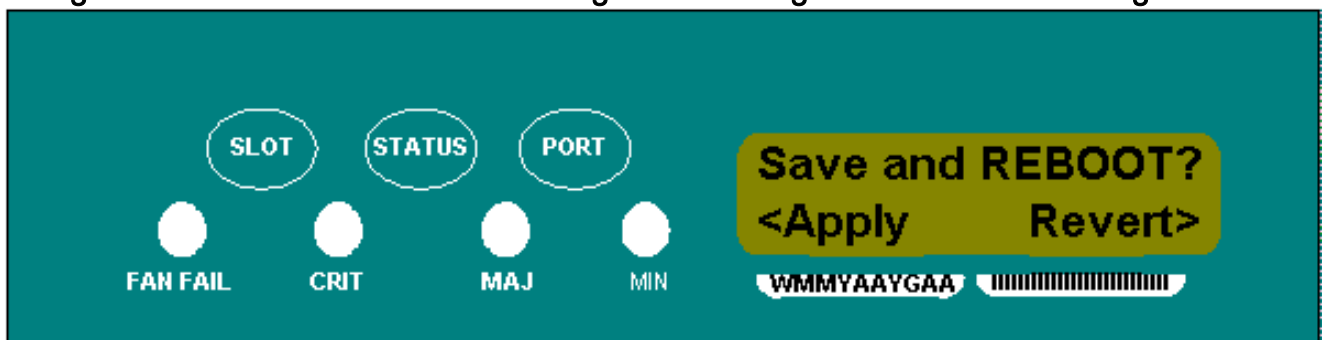 SLOT STATUS PORT
Save and REBOOT?
<Apply Revert>
FAN FAIL CRIT MAJ MIN
WMMYAAYGAA